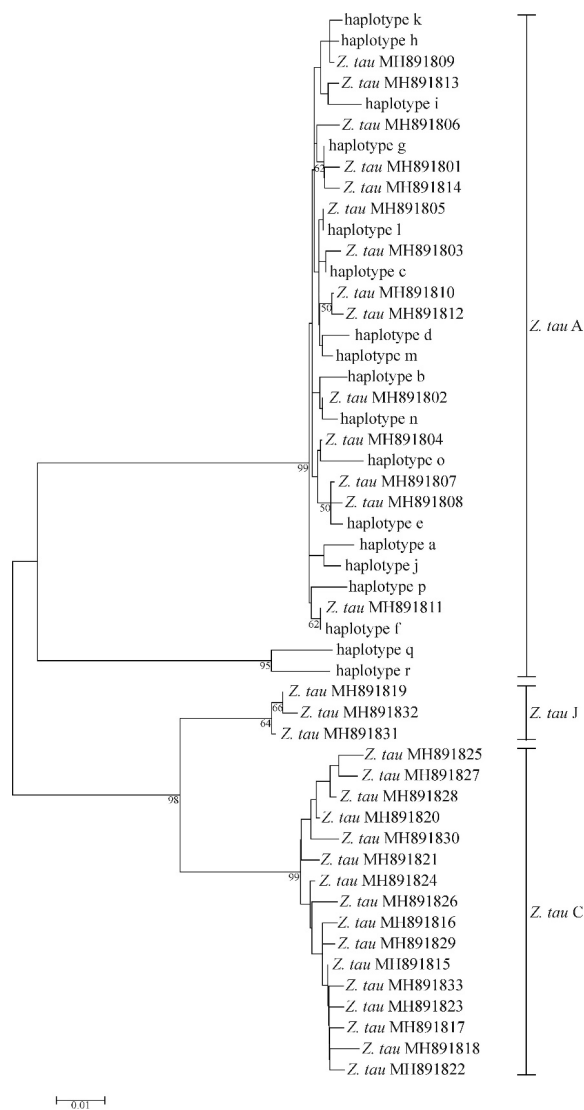 haplotype k
haplotype h
Z. tau MH891809
Z. tau MH891813
haplotype i
Z. tau MH891806
haplotype g
62
Z. tau MH891801
Z. tau MH891814
Z. tau MH891805
haplotype l
Z. tau MH891803
haplotype c
Z. tau MH891810
50
Z. tau MH891812
Z. tau A
haplotype d
haplotype m
haplotype b
Z. tau MH891802
haplotype n
Z. tau MH891804
haplotype o
99
Z. tau MH891807
Z. tau MH891808
50
haplotype e
haplotype a
haplotype j
haplotype p
Z. tau MH891811
62
haplotype f
haplotype q
95
haplotype r
Z. tau MH891819
66
Z. tau MH891832
Z. tau J
64
Z. tau MH891831
Z. tau MH891825
Z. tau MH891827
98
Z. tau MH891828
Z. tau MH891820
Z. tau MH891830
Z. tau MH891821
99
Z. tau MH891824
Z. tau MH891826
Z. tau C
Z. tau MH891816
Z. tau MH891829
Z. tau MH891815
Z. tau MH891833
Z. tau MH891823
Z. tau MH891817
Z. tau MH891818
Z. tau MH891822
0.01